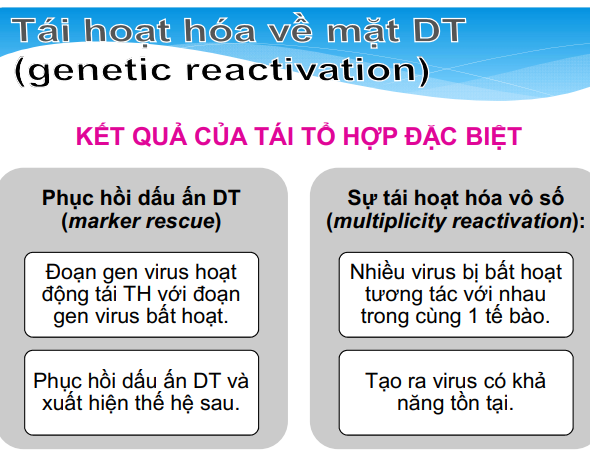 Tái hoạt hóa về mặt DT
(genetic reactivation)
KẾT QUẢ CỦA TÁI TỔ HỢP ĐẶC BIỆT
Phục hồi dấu ấn DT
(marker rescue)
Đoạn gen virus hoạt
động tái TH với đoạn
gen virus bất hoạt.
Phục hồi dấu ấn DT và
xuất hiện thế hệ sau.
Sự tái hoạt hóa vô số
(multiplicity reactivation):
Nhiều virus bị bất hoạt
tương tác với nhau
trong cùng 1 tế bào.
Tạo ra virus có khả
năng tồn tại.